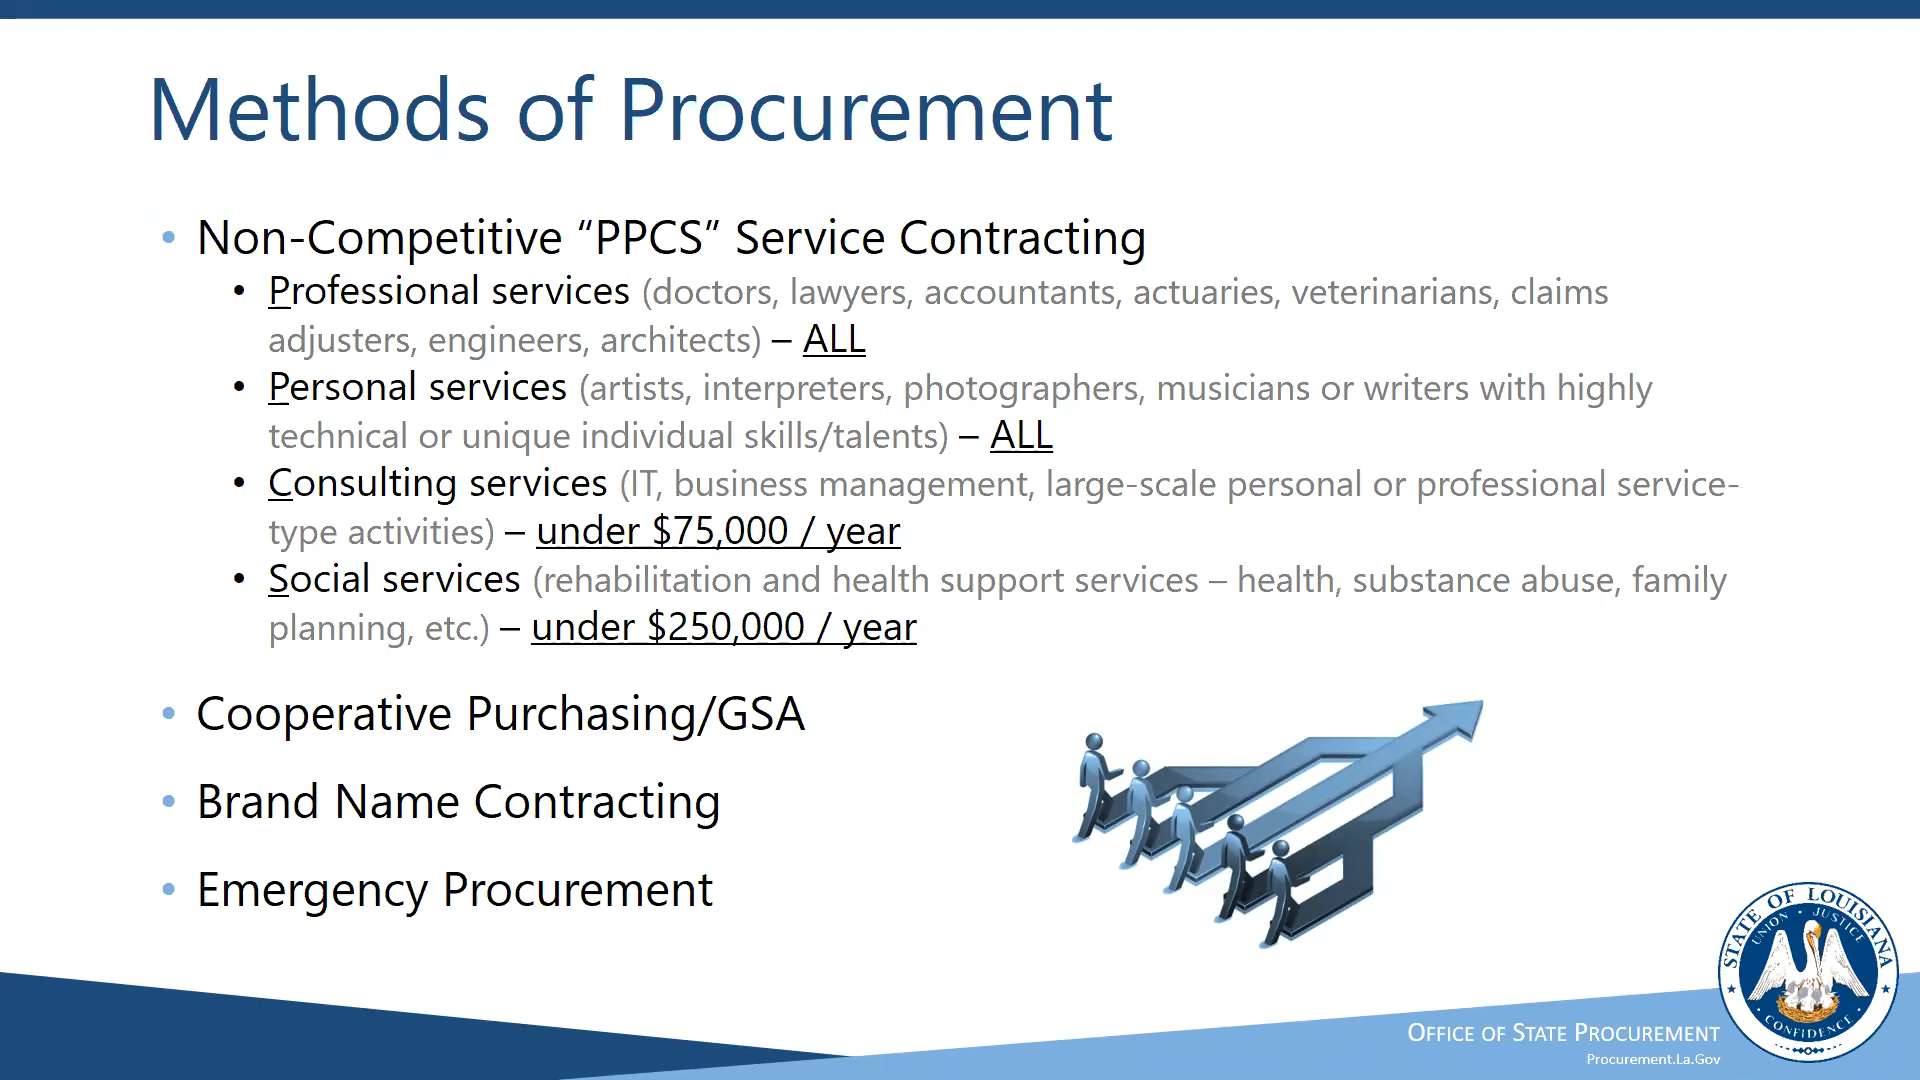 Methods of Procurement
• Non-Competitive “PPCS” Service Contracting
• Professional services (doctors, lawyers, accountants, actuaries, veterinarians, claims
adjusters, engineers, architects) – ALL
• Personal services (artists, interpreters, photographers, musicians or writers with highly
technical or unique individual skills/talents) – ALL
• Consulting services (IT, business management, large-scale personal or professional service-
type activities) – under $75,000 / year
• Social services (rehabilitation and health support services – health, substance abuse, family
planning, etc.) – under $250,000 / year
• Cooperative Purchasing/GSA
• Brand Name Contracting
• Emergency Procurement
STATE OF LOUISIANA
UNION · JUSTICE
CONFIDENCE
OFFICE OF STATE PROCUREMENT
Procurement.La.Gov